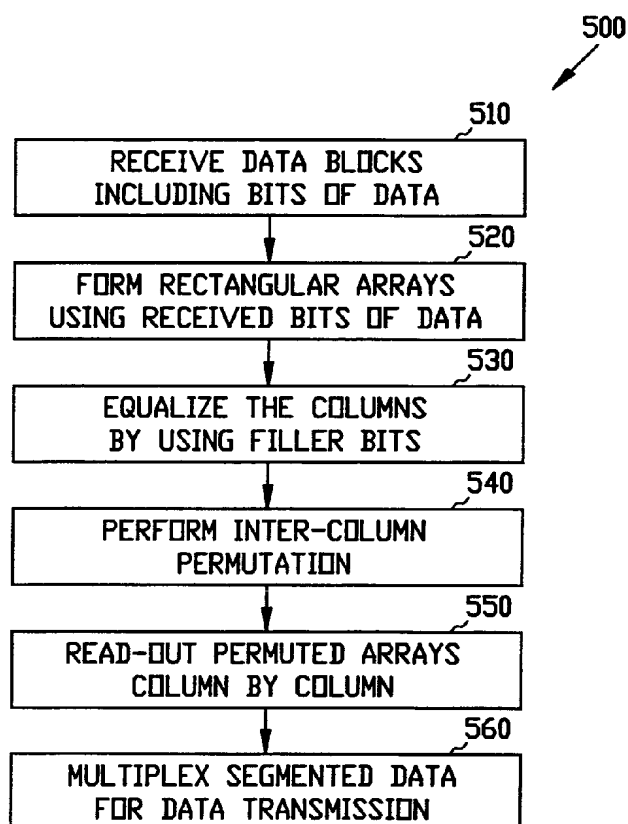 500
510
RECEIVE DATA BLOCKS
INCLUDING BITS OF DATA
520
FORM RECTANGULAR ARRAYS
USING RECEIVED BITS OF DATA
530
EQUALIZE THE COLUMNS
BY USING FILLER BITS
540
PERFORM INTER-COLUMN
PERMUTATION
550
READ-OUT PERMUTED ARRAYS
COLUMN BY COLUMN
560
MULTIPLEX SEGMENTED DATA
FOR DATA TRANSMISSION